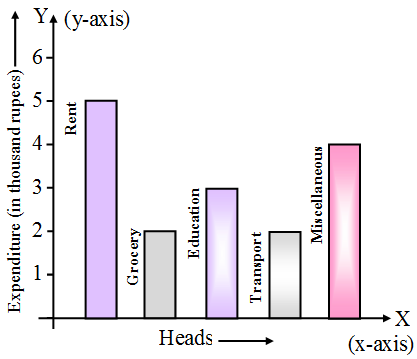 Y (y-axis)
Expenditure (in thousand rupees)
6
5
4
3
2
1
Rent
Grocery
Education
Transport
Miscellaneous
X
Heads
(x-axis)